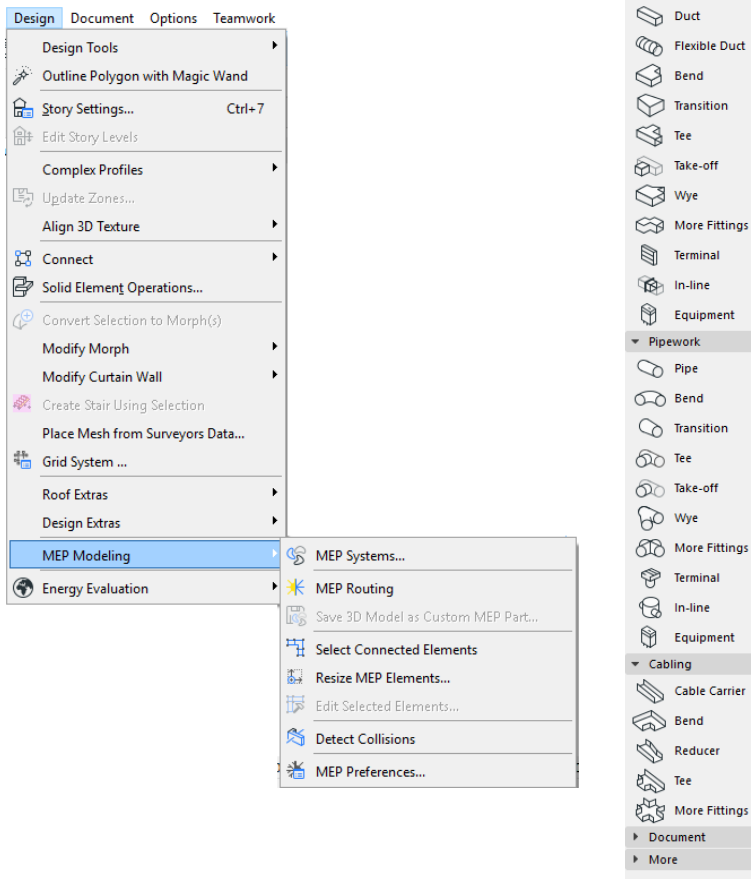 Design Document Options Teamwork
Design Tools
Outline Polygon with Magic Wand
Story Settings... Ctrl+7
Edit Story Levels
Complex Profiles
Update Zones...
Align 3D Texture
Connect
Solid Element Operations...
Convert Selection to Morph(s)
Modify Morph
Modify Curtain Wall
Create Stair Using Selection
Place Mesh from Surveyors Data...
Grid System ...
Roof Extras
Design Extras
MEP Modeling
Energy Evaluation
MEP Systems...
MEP Routing
Save 3D Model as Custom MEP Part...
Select Connected Elements
Resize MEP Elements...
Edit Selected Elements...
Detect Collisions
MEP Preferences...
Duct
Flexible Duct
Bend
Transition
Tee
Take-off
Wye
More Fittings
Terminal
In-line
Equipment
Pipework
Pipe
Bend
Transition
Tee
Take-off
Wye
More Fittings
Terminal
In-line
Equipment
Cabling
Cable Carrier
Bend
Reducer
Tee
More Fittings
Document
More